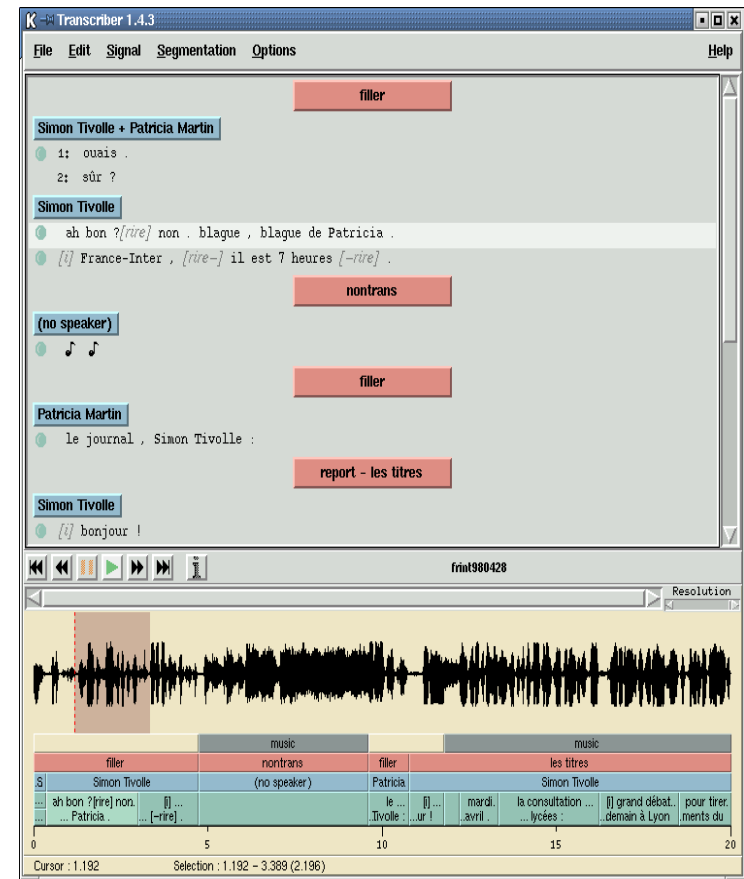 Transcriber 1.4.3
File Edit Signal Segmentation Options Help
filler
Simon Tivolle + Patricia Martin
1: ouais .
2: sûr ?
Simon Tivolle
ah bon ?[rire] non . blague , blague de Patricia .
[i] France-Inter , [rire-] il est 7 heures [-rire] .
nontrans
(no speaker)
♪ ♪
filler
Patricia Martin
le journal , Simon Tivolle :
report - les titres
Simon Tivolle
[i] bonjour !
frint980428
Resolution
music music
filler nontrans filler les titres
.S Simon Tivolle (no speaker) Patricia Simon Tivolle
... ah bon ?[rire] non. [i] ... le ... [i] ... mardi. la consultation ... [i] grand débat.. pour tirer.
... ... Patricia . ... [-rire] . .Tivolle : ...ur ! ..avril . ... lycées : ..demain à Lyon .ments du
0 5 10 15 20
Cursor : 1.192 Selection : 1.192 - 3.389 (2.196)